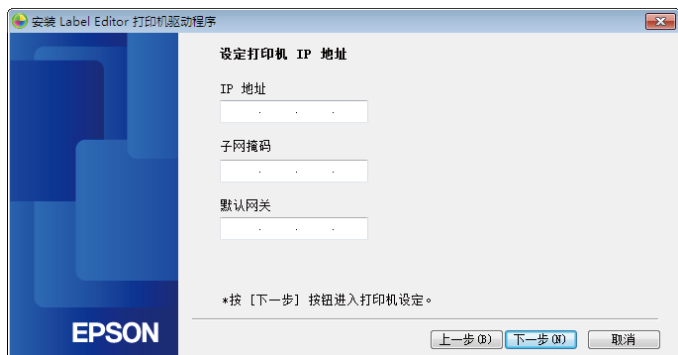 安装 Label Editor 打印机驱动程序
设定打印机 IP 地址
IP 地址
. . .
子网掩码
. . .
默认网关
. . .
*按 [下一步] 按钮进入打印机设定。
EPSON
上一步(B) 下一步(N) 取消